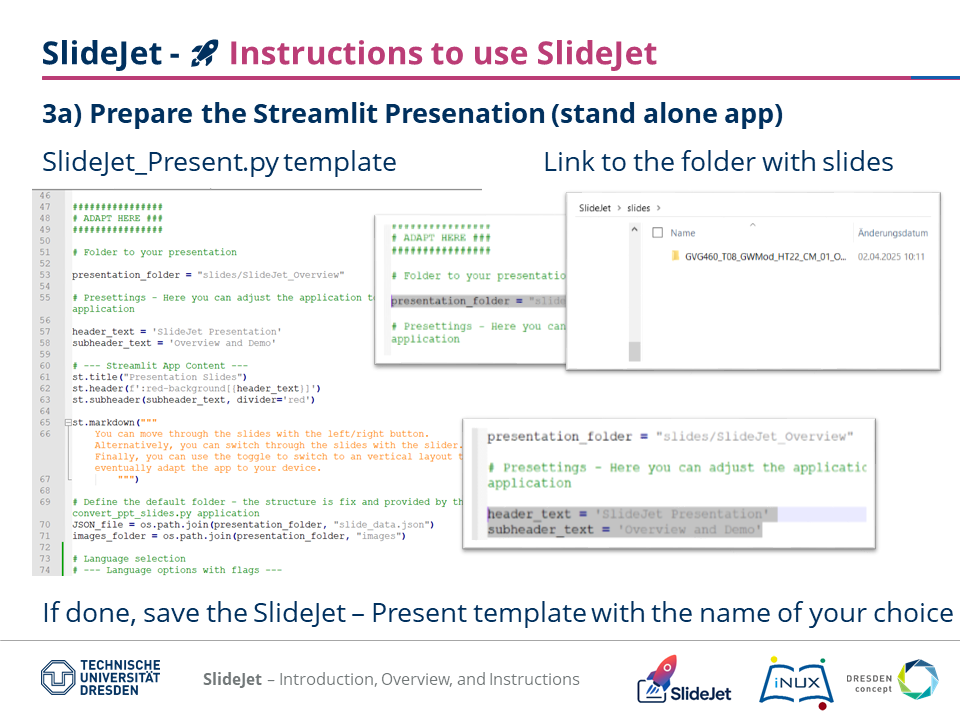 SlideJet - Instructions to use SlideJet
3a) Prepare the Streamlit Presenation (stand alone app)
SlideJet_Present.py template
Link to the folder with slides
46
47 ################
48 # ADAPT HERE ###
49 ################
50
51 # Folder to your presentation
52
53 presentation_folder = "slides/SlideJet_Overview"
54
55 # Presettings - Here you can adjust the application t
application
56
57 header_text = 'SlideJet Presentation'
58 subheader_text = 'Overview and Demo'
59
60 # --- Streamlit App Content ---
61 st.title("Presentation Slides")
62 st.header(f':red-background[{header_text}]')
63 st.subheader(subheader_text, divider='red')
64
65 st.markdown("""
66 You can move through the slides with the left/right button.
Alternatively, you can switch through the slides with the slider.
Finally, you can use the toggle to switch to an vertical layout t
eventually adapt the app to your device.
67 """)
68
69 # Define the default folder - the structure is fix and provided by th
convert_ppt_slides.py application
70 JSON_file = os.path.join(presentation_folder, "slide_data.json")
71 images_folder = os.path.join(presentation_folder, "images")
72
73 # Language selection
74 # --- Language options with flags ---
################
# ADAPT HERE ###
################
# Folder to your presentatio
presentation_folder = "slide
# Presettings - Here you can
application
SlideJet > slides >
Name Änderungsdatum
GVG460_T08_GWMod_HT22_CM_01_O... 02.04.2025 10:11
presentation_folder = "slides/SlideJet_Overview"
# Presettings - Here you can adjust the applicatic
application
header_text = 'SlideJet Presentation'
subheader_text = 'Overview and Demo'
If done, save the SlideJet – Present template with the name of your choice
TECHNISCHE
UNIVERSITÄT
DRESDEN
SlideJet – Introduction, Overview, and Instructions
SlideJet
iNUX
DRESDEN
concept